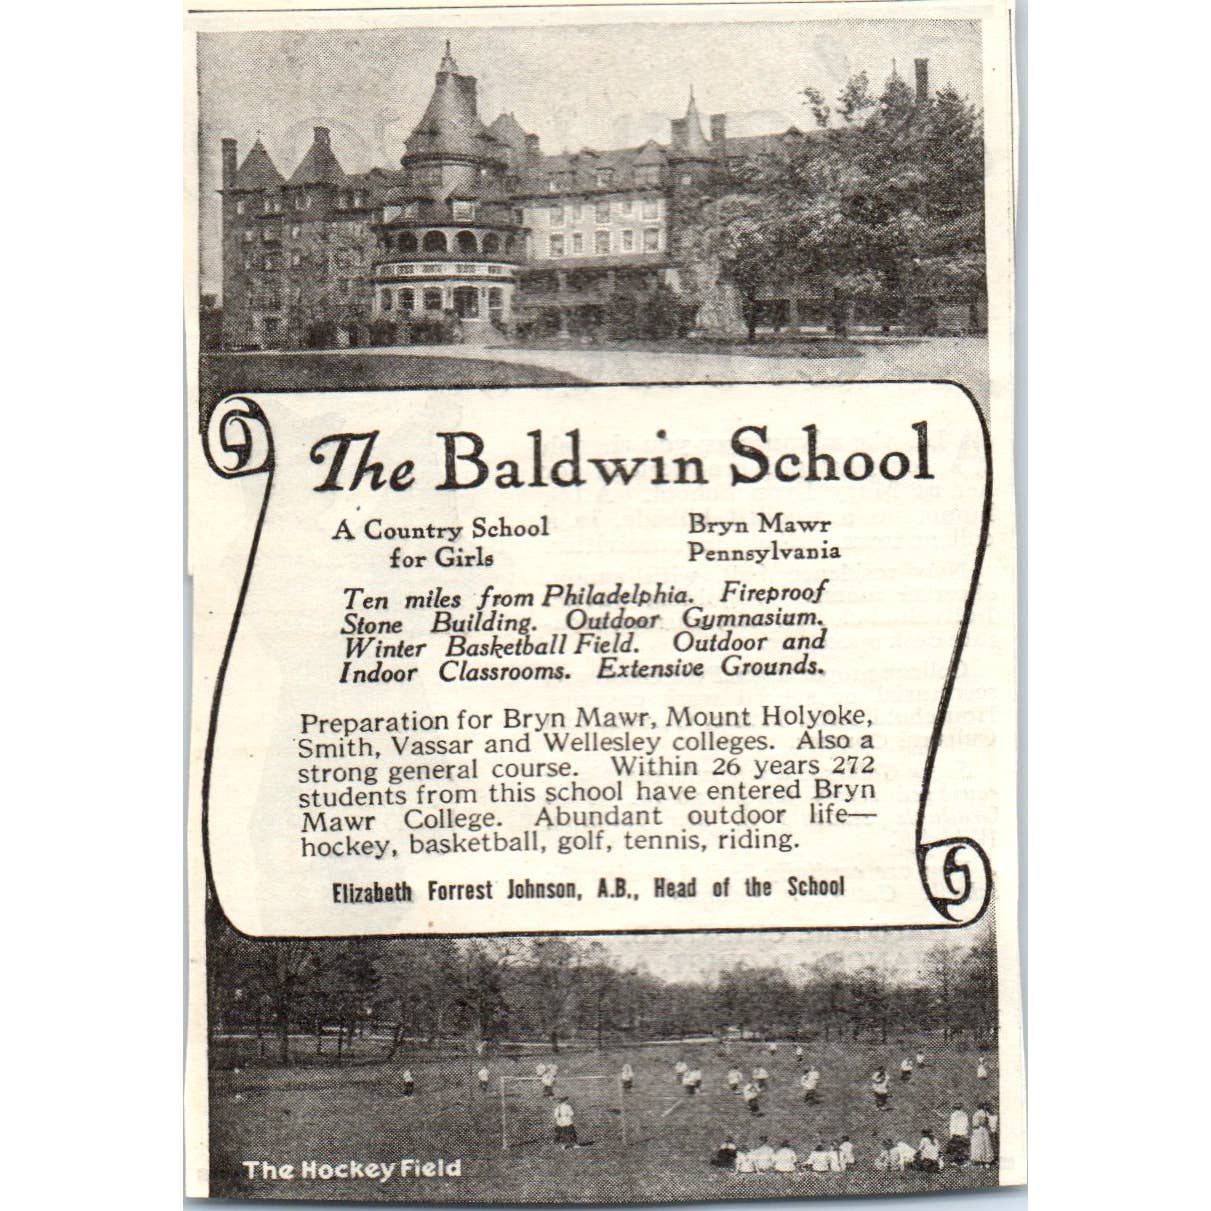 The Baldwin School
A Country School
for Girls
Bryn Mawr
Pennsylvania
Ten miles from Philadelphia. Fireproof
Stone Building. Outdoor Gymnasium.
Winter Basketball Field. Outdoor and
Indoor Classrooms. Extensive Grounds.
Preparation for Bryn Mawr, Mount Holyoke,
Smith, Vassar and Wellesley colleges. Also a
strong general course. Within 26 years 272
students from this school have entered Bryn
Mawr College. Abundant outdoor life—
hockey, basketball, golf, tennis, riding.
Elizabeth Forrest Johnson, A.B., Head of the School
The Hockey Field